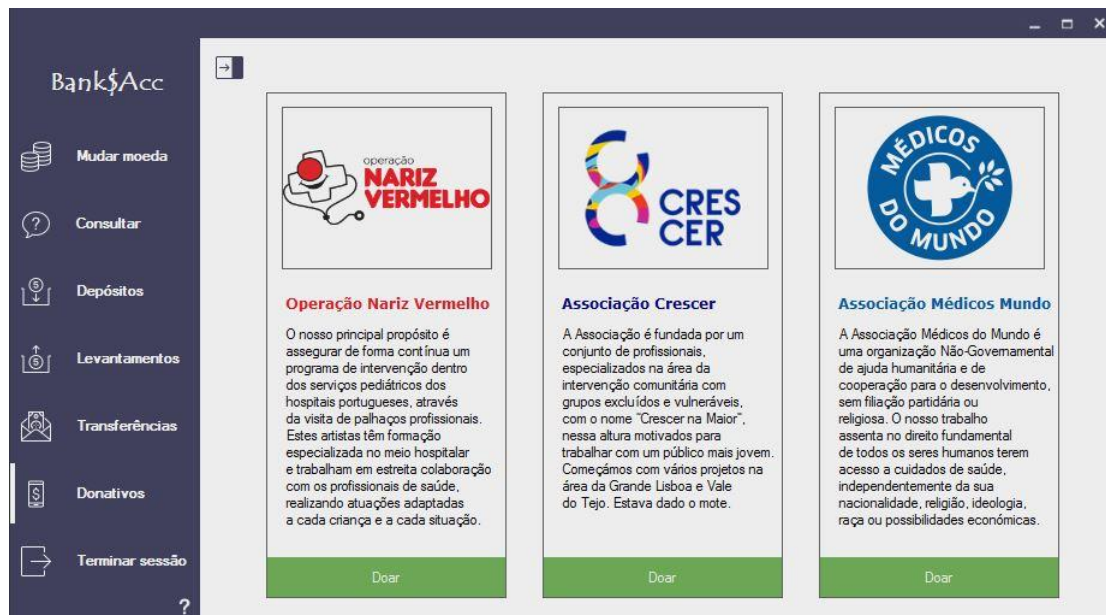 Bank$Acc
Mudar moeda
Consultar
Depósitos
Levantamentos
Transferências
Donativos
Terminar sessão
?
operação
NARIZ
VERMELHO
Operação Nariz Vermelho
O nosso principal propósito é
assegurar de forma contínua um
programa de intervenção dentro
dos serviços pediátricos dos
hospitais portugueses, através
da visita de palhaços profissionais.
Estes artistas têm formação
especializada no meio hospitalar
e trabalham em estreita colaboração
com os profissionais de saúde,
realizando atuações adaptadas
a cada criança e a cada situação.
Doar
CRES
CER
Associação Crescer
A Associação é fundada por um
conjunto de profissionais,
especializados na área da
intervenção comunitária com
grupos excluídos e vulneráveis,
com o nome "Crescer na Maior",
nessa altura motivados para
trabalhar com um público mais jovem.
Começámos com vários projetos na
área da Grande Lisboa e Vale
do Tejo. Estava dado o mote.
Doar
MÉDICOS
DO MUNDO
Associação Médicos Mundo
A Associação Médicos do Mundo é
uma organização Não-Governamental
de ajuda humanitária e de
cooperação para o desenvolvimento,
sem filiação partidária ou
religiosa. O nosso trabalho
assenta no direito fundamental
de todos os seres humanos terem
acesso a cuidados de saúde,
independentemente da sua
nacionalidade, religião, ideologia,
raça ou possibilidades económicas.
Doar